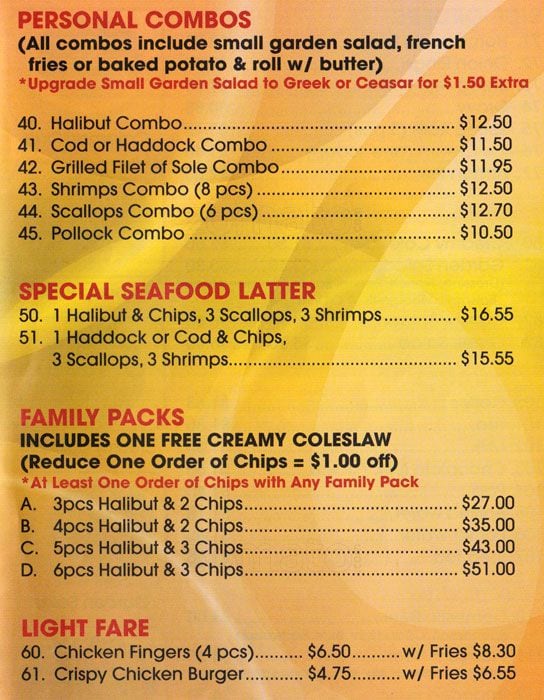 PERSONAL COMBOS
(All combos include small garden salad, french
fries or baked potato & roll w/ butter)
*Upgrade Small Garden Salad to Greek or Ceasar for $1.50 Extra
40. Halibut Combo............................................. $12.50
41. Cod or Haddock Combo .............................. $11.50
42. Grilled Filet of Sole Combo............................. $11.95
43. Shrimps Combo (8 pcs) ................................. $12.50
44. Scallops Combo (6 pcs) ................................ $12.70
45. Pollock Combo ............................................ $10.50
SPECIAL SEAFOOD LATTER
50. 1 Halibut & Chips, 3 Scallops, 3 Shrimps............ $16.55
51. 1 Haddock or Cod & Chips,
3 Scallops, 3 Shrimps...................................... $15.55
FAMILY PACKS
INCLUDES ONE FREE CREAMY COLESLAW
(Reduce One Order of Chips = $1.00 off)
*At Least One Order of Chips with Any Family Pack
A. 3pcs Halibut & 2 Chips................................... $27.00
B. 4pcs Halibut & 2 Chips................................... $35.00
C. 5pcs Halibut & 3 Chips................................... $43.00
D. 6pcs Halibut & 3 Chips................................... $51.00
LIGHT FARE
60. Chicken Fingers (4 pcs).......... $6.50.......... w/ Fries $8.30
61. Crispy Chicken Burger............ $4.75.......... w/ Fries $6.55